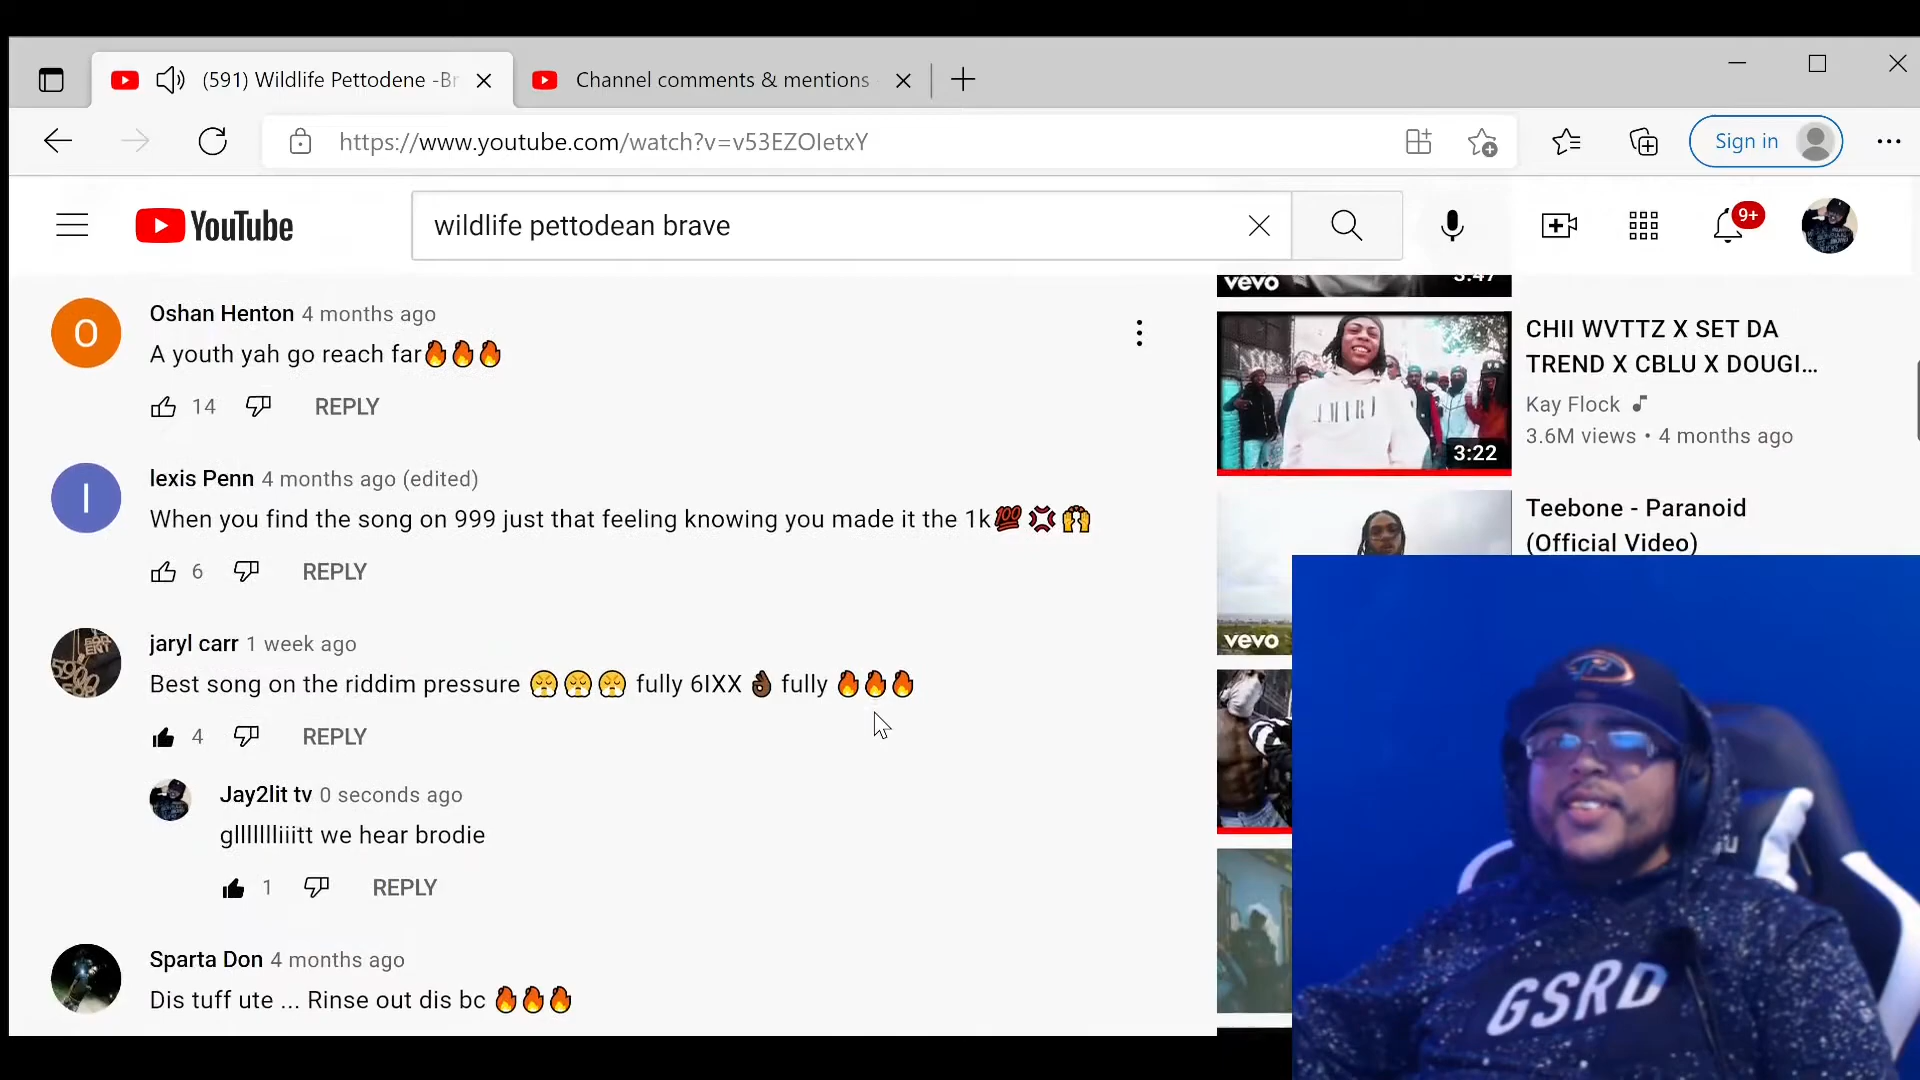 (591) Wildlife Pettodene -Br
Channel comments & mentions
https://www.youtube.com/watch?v=v53EZOIetxY
Sign in
YouTube
wildlife pettodean brave
9+
Oshan Henton 4 months ago
A youth yah go reach far🔥🔥🔥
14 REPLY
lexis Penn 4 months ago (edited)
When you find the song on 999 just that feeling knowing you made it the 1k💯💢🙌
6 REPLY
jaryl carr 1 week ago
Best song on the riddim pressure 😤😤😤 fully 6IXX 👌🏿 fully 🔥🔥🔥
4 REPLY
Jay2lit tv 0 seconds ago
glllllllliiitt we hear brodie
1 REPLY
Sparta Don 4 months ago
Dis tuff ute ... Rinse out dis bc 🔥🔥🔥
vevo
3:47
AMIRI
3:22
CHII WVTTZ X SET DA
TREND X CBLU X DOUGI...
Kay Flock
3.6M views • 4 months ago
vevo
Teebone - Paranoid
(Official Video)
GSRD